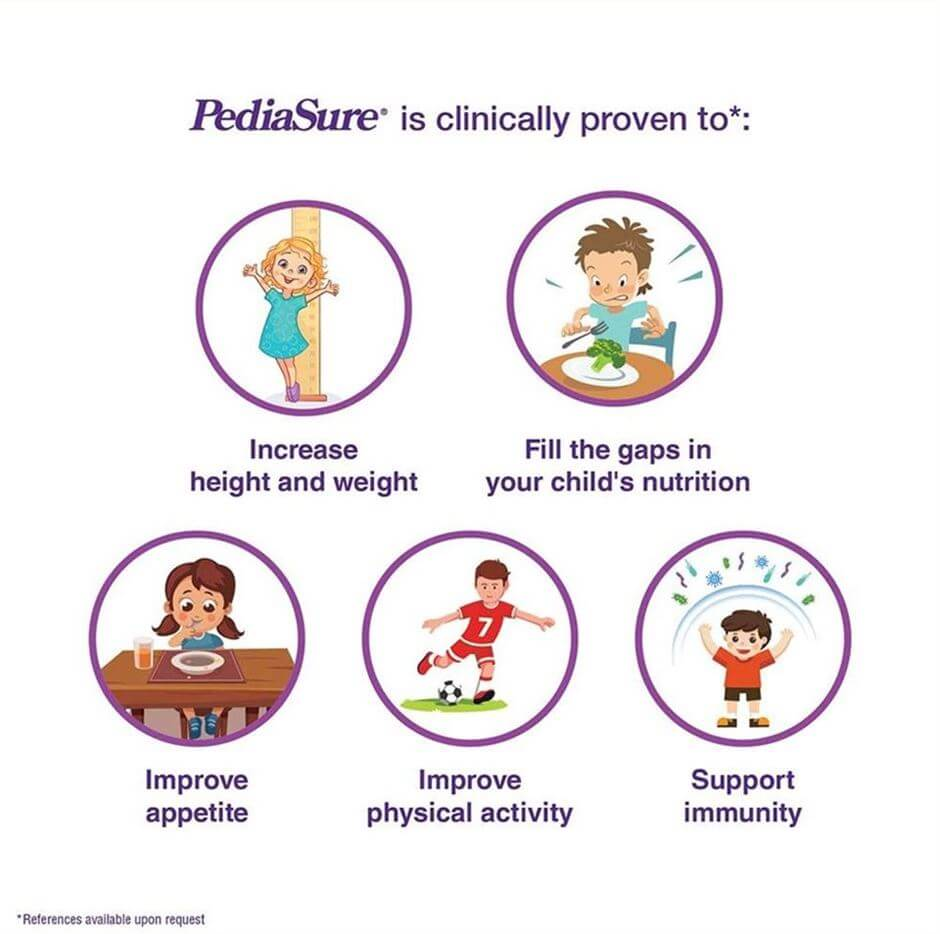 PediaSure® is clinically proven to*:
Increase
height and weight
Fill the gaps in
your child's nutrition
7
Improve
appetite
Improve
physical activity
Support
immunity
*References available upon request